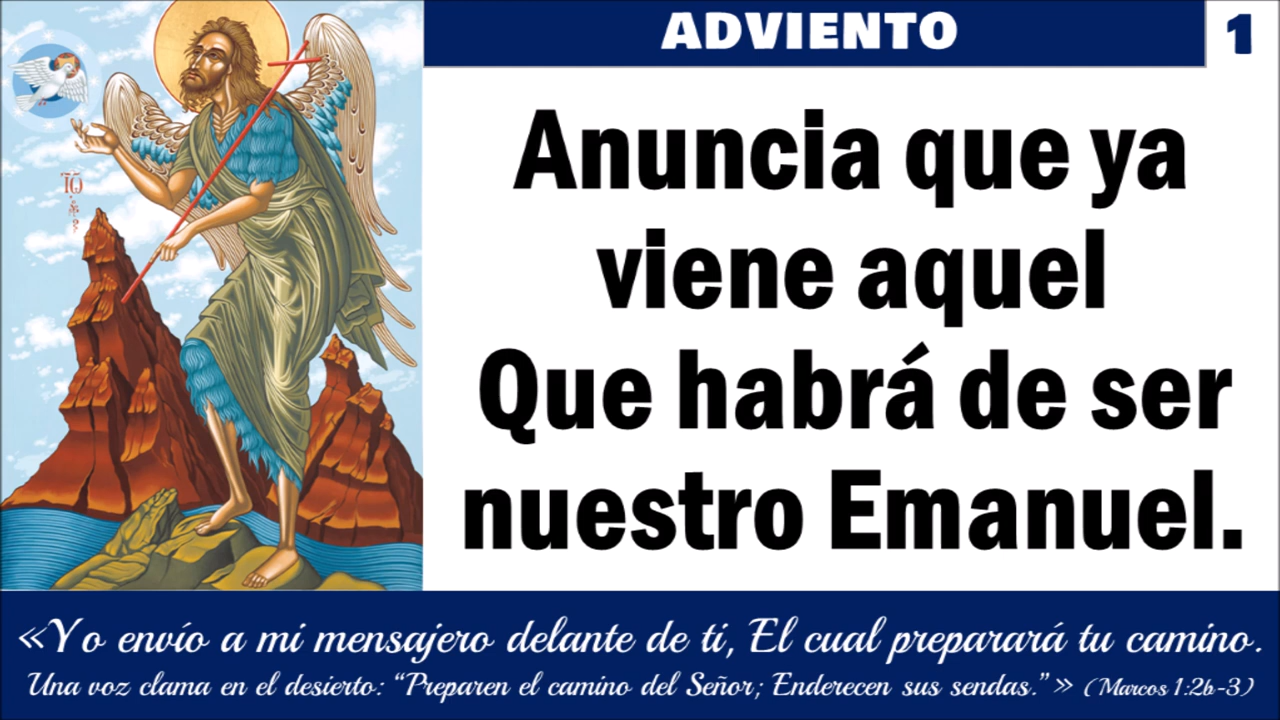 ADVIENTO
1
Anuncia que ya
viene aquel
Que habrá de ser
nuestro Emanuel.
«Yo envío a mi mensajero delante de ti, El cual preparará tu camino.
Una voz clama en el desierto: “Preparen el camino del Señor; Enderecen sus sendas.”» (Marcos 1:2b-3)